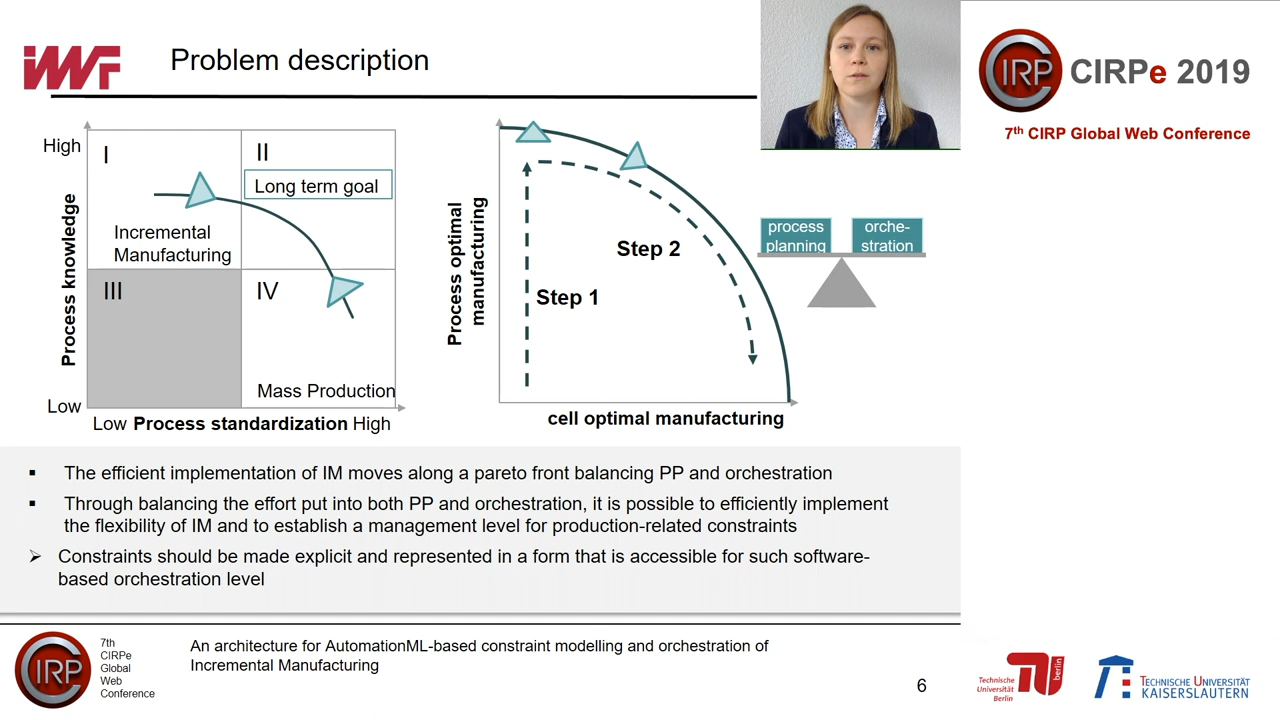 iWF
Problem description
CIRP
CIRPe 2019
7th CIRP Global Web Conference
High
I
II
Long term goal
Incremental
Manufacturing
Process knowledge
III
IV
Mass Production
Low
Low Process standardization High
Process optimal
manufacturing
Step 1
Step 2
cell optimal manufacturing
process
planning
orche-
stration
▪ The efficient implementation of IM moves along a pareto front balancing PP and orchestration
▪ Through balancing the effort put into both PP and orchestration, it is possible to efficiently implement
the flexibility of IM and to establish a management level for production-related constraints
➢ Constraints should be made explicit and represented in a form that is accessible for such software-
based orchestration level
CIRP
7th
CIRPe
Global
Web
Conference
An architecture for AutomationML-based constraint modelling and orchestration of
Incremental Manufacturing
6
Technische
Universität
Berlin
berlin
TECHNISCHE UNIVERSITÄT
KAISERSLAUTERN